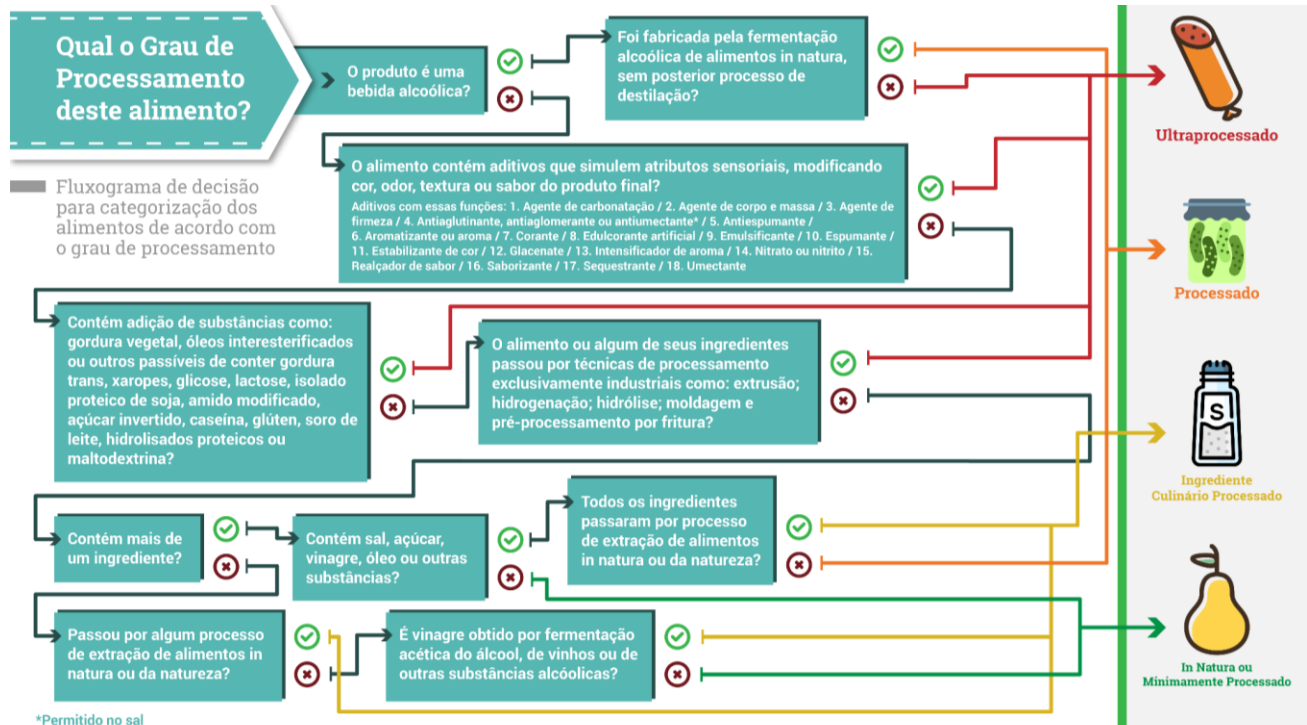 Qual o Grau de
Processamento
deste alimento?
Fluxograma de decisão
para categorização dos
alimentos de acordo com
o grau de processamento
O produto é uma
bebida alcoólica?
Foi fabricada pela fermentação
alcoólica de alimentos in natura,
sem posterior processo de
destilação?
O alimento contém aditivos que simulem atributos sensoriais, modificando
cor, odor, textura ou sabor do produto final?
Aditivos com essas funções: 1. Agente de carbonatação / 2. Agente de corpo e massa / 3. Agente de
firmeza / 4. Antiaglutinante, antiaglomerante ou antiumectante* / 5. Antiespumante /
6. Aromatizante ou aroma / 7. Corante / 8. Edulcorante artificial / 9. Emulsificante / 10. Espumante /
11. Estabilizante de cor / 12. Glacenate / 13. Intensificador de aroma / 14. Nitrato ou nitrito / 15.
Realçador de sabor / 16. Saborizante / 17. Sequestrante / 18. Umectante
Contém adição de substâncias como:
gordura vegetal, óleos interesterificados
ou outros passíveis de conter gordura
trans, xaropes, glicose, lactose, isolado
proteico de soja, amido modificado,
açúcar invertido, caseína, glúten, soro de
leite, hidrolisados proteicos ou
maltodextrina?
O alimento ou algum de seus ingredientes
passou por técnicas de processamento
exclusivamente industriais como: extrusão;
hidrogenação; hidrólise; moldagem e
pré-processamento por fritura?
Contém mais de
um ingrediente?
Contém sal, açúcar,
vinagre, óleo ou outras
substâncias?
Todos os ingredientes
passaram por processo
de extração de alimentos
in natura ou da natureza?
Passou por algum processo
de extração de alimentos in
natura ou da natureza?
É vinagre obtido por fermentação
acética do álcool, de vinhos ou de
outras substâncias alcóolicas?
*Permitido no sal
Ultraprocessado
Processado
S
Ingrediente
Culinário Processado
In Natura ou
Minimamente Processado